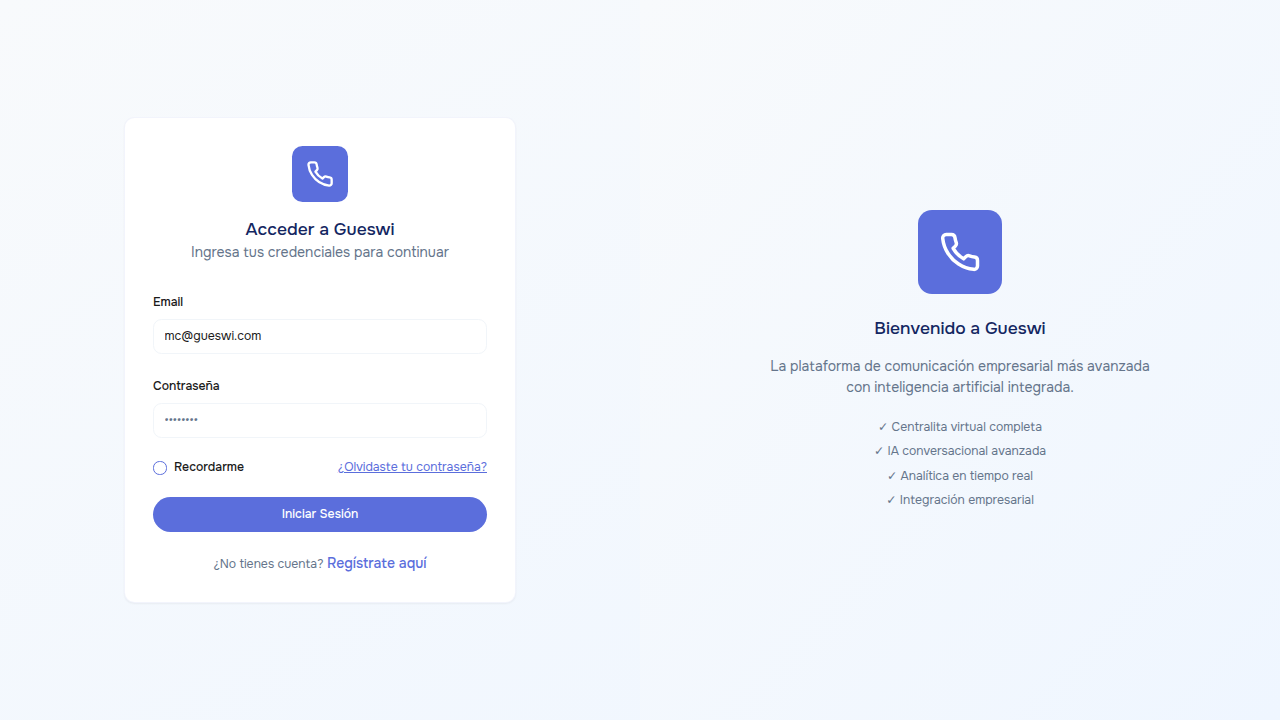 Acceder a Gueswi
Ingresa tus credenciales para continuar
Email
mc@gueswi.com
Contraseña
••••••••
Recordarme
¿Olvidaste tu contraseña?
Iniciar Sesión
¿No tienes cuenta? Regístrate aquí
Bienvenido a Gueswi
La plataforma de comunicación empresarial más avanzada
con inteligencia artificial integrada.
✓ Centralita virtual completa
✓ IA conversacional avanzada
✓ Analítica en tiempo real
✓ Integración empresarial